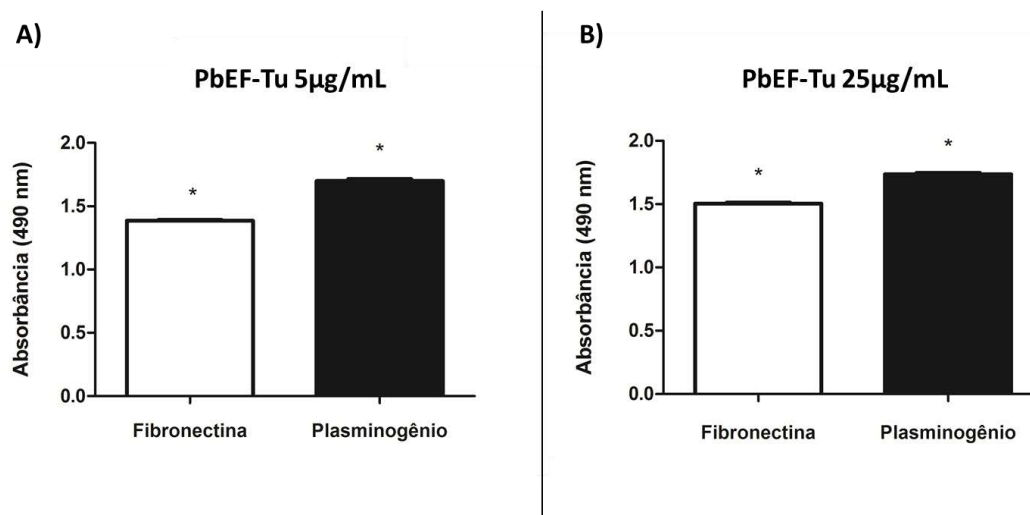 A)
PbEF-Tu 5µg/mL
Absorbância (490 nm)
2.0
1.5
1.0
0.5
0.0
*
*
Fibronectina
Plasminogênio
B)
PbEF-Tu 25µg/mL
Absorbância (490 nm)
2.0
1.5
1.0
0.5
0.0
*
*
Fibronectina
Plasminogênio